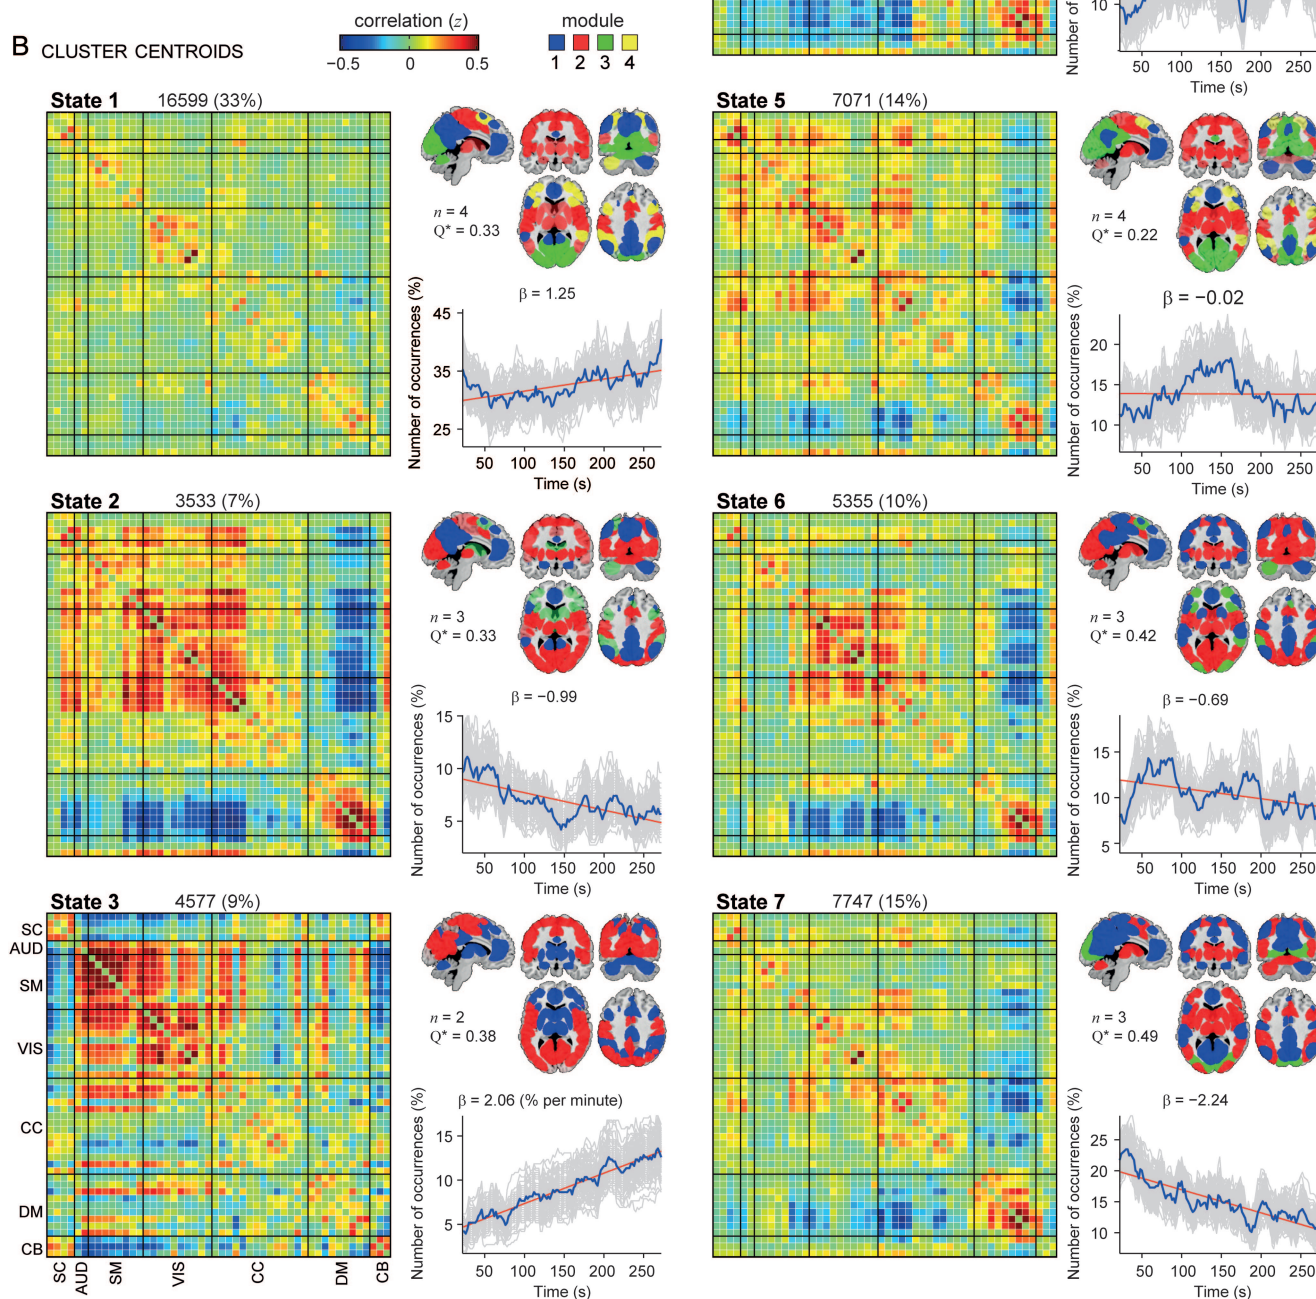 B CLUSTER CENTROIDS
correlation (z)
−0.5 0 0.5
module
1 2 3 4
Number of
10
50 100 150 200 250
Time (s)
State 1 16599 (33%)
n = 4
Q* = 0.33
β = 1.25
Number of occurrences (%)
45
35
25
50 100 150 200 250
Time (s)
State 5 7071 (14%)
n = 4
Q* = 0.22
β = −0.02
Number of occurrences (%)
20
15
10
50 100 150 200 250
Time (s)
State 2 3533 (7%)
n = 3
Q* = 0.33
β = −0.99
Number of occurrences (%)
15
10
5
50 100 150 200 250
Time (s)
State 6 5355 (10%)
n = 3
Q* = 0.42
β = −0.69
Number of occurrences (%)
15
10
5
50 100 150 200 250
Time (s)
State 3 4577 (9%)
SC
AUD
SM
VIS
CC
DM
CB
SC AUD SM VIS CC DM CB
n = 2
Q* = 0.38
β = 2.06 (% per minute)
Number of occurrences (%)
15
10
5
50 100 150 200 250
Time (s)
State 7 7747 (15%)
n = 3
Q* = 0.49
β = −2.24
Number of occurrences (%)
25
20
15
10
50 100 150 200 250
Time (s)